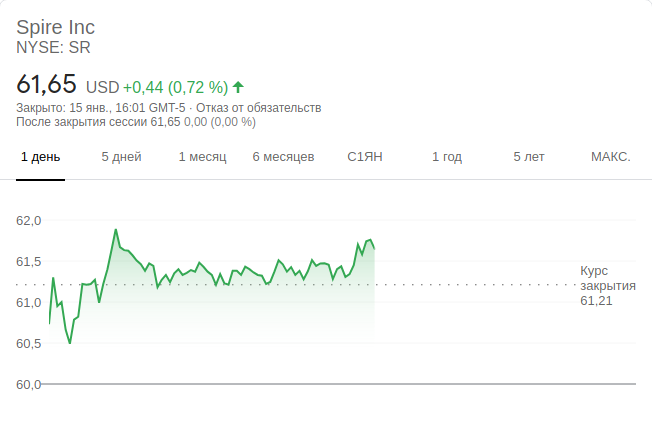 Spire Inc
NYSE: SR
61,65 USD +0,44 (0,72 %)
Закрыто: 15 янв., 16:01 GMT-5 · Отказ от обязательств
После закрытия сессии 61,65 0,00 (0,00 %)
1 день 5 дней 1 месяц 6 месяцев С1ЯН 1 год 5 лет МАКС.
62,0
61,5
61,0
60,5
60,0
Курс
закрытия
61,21